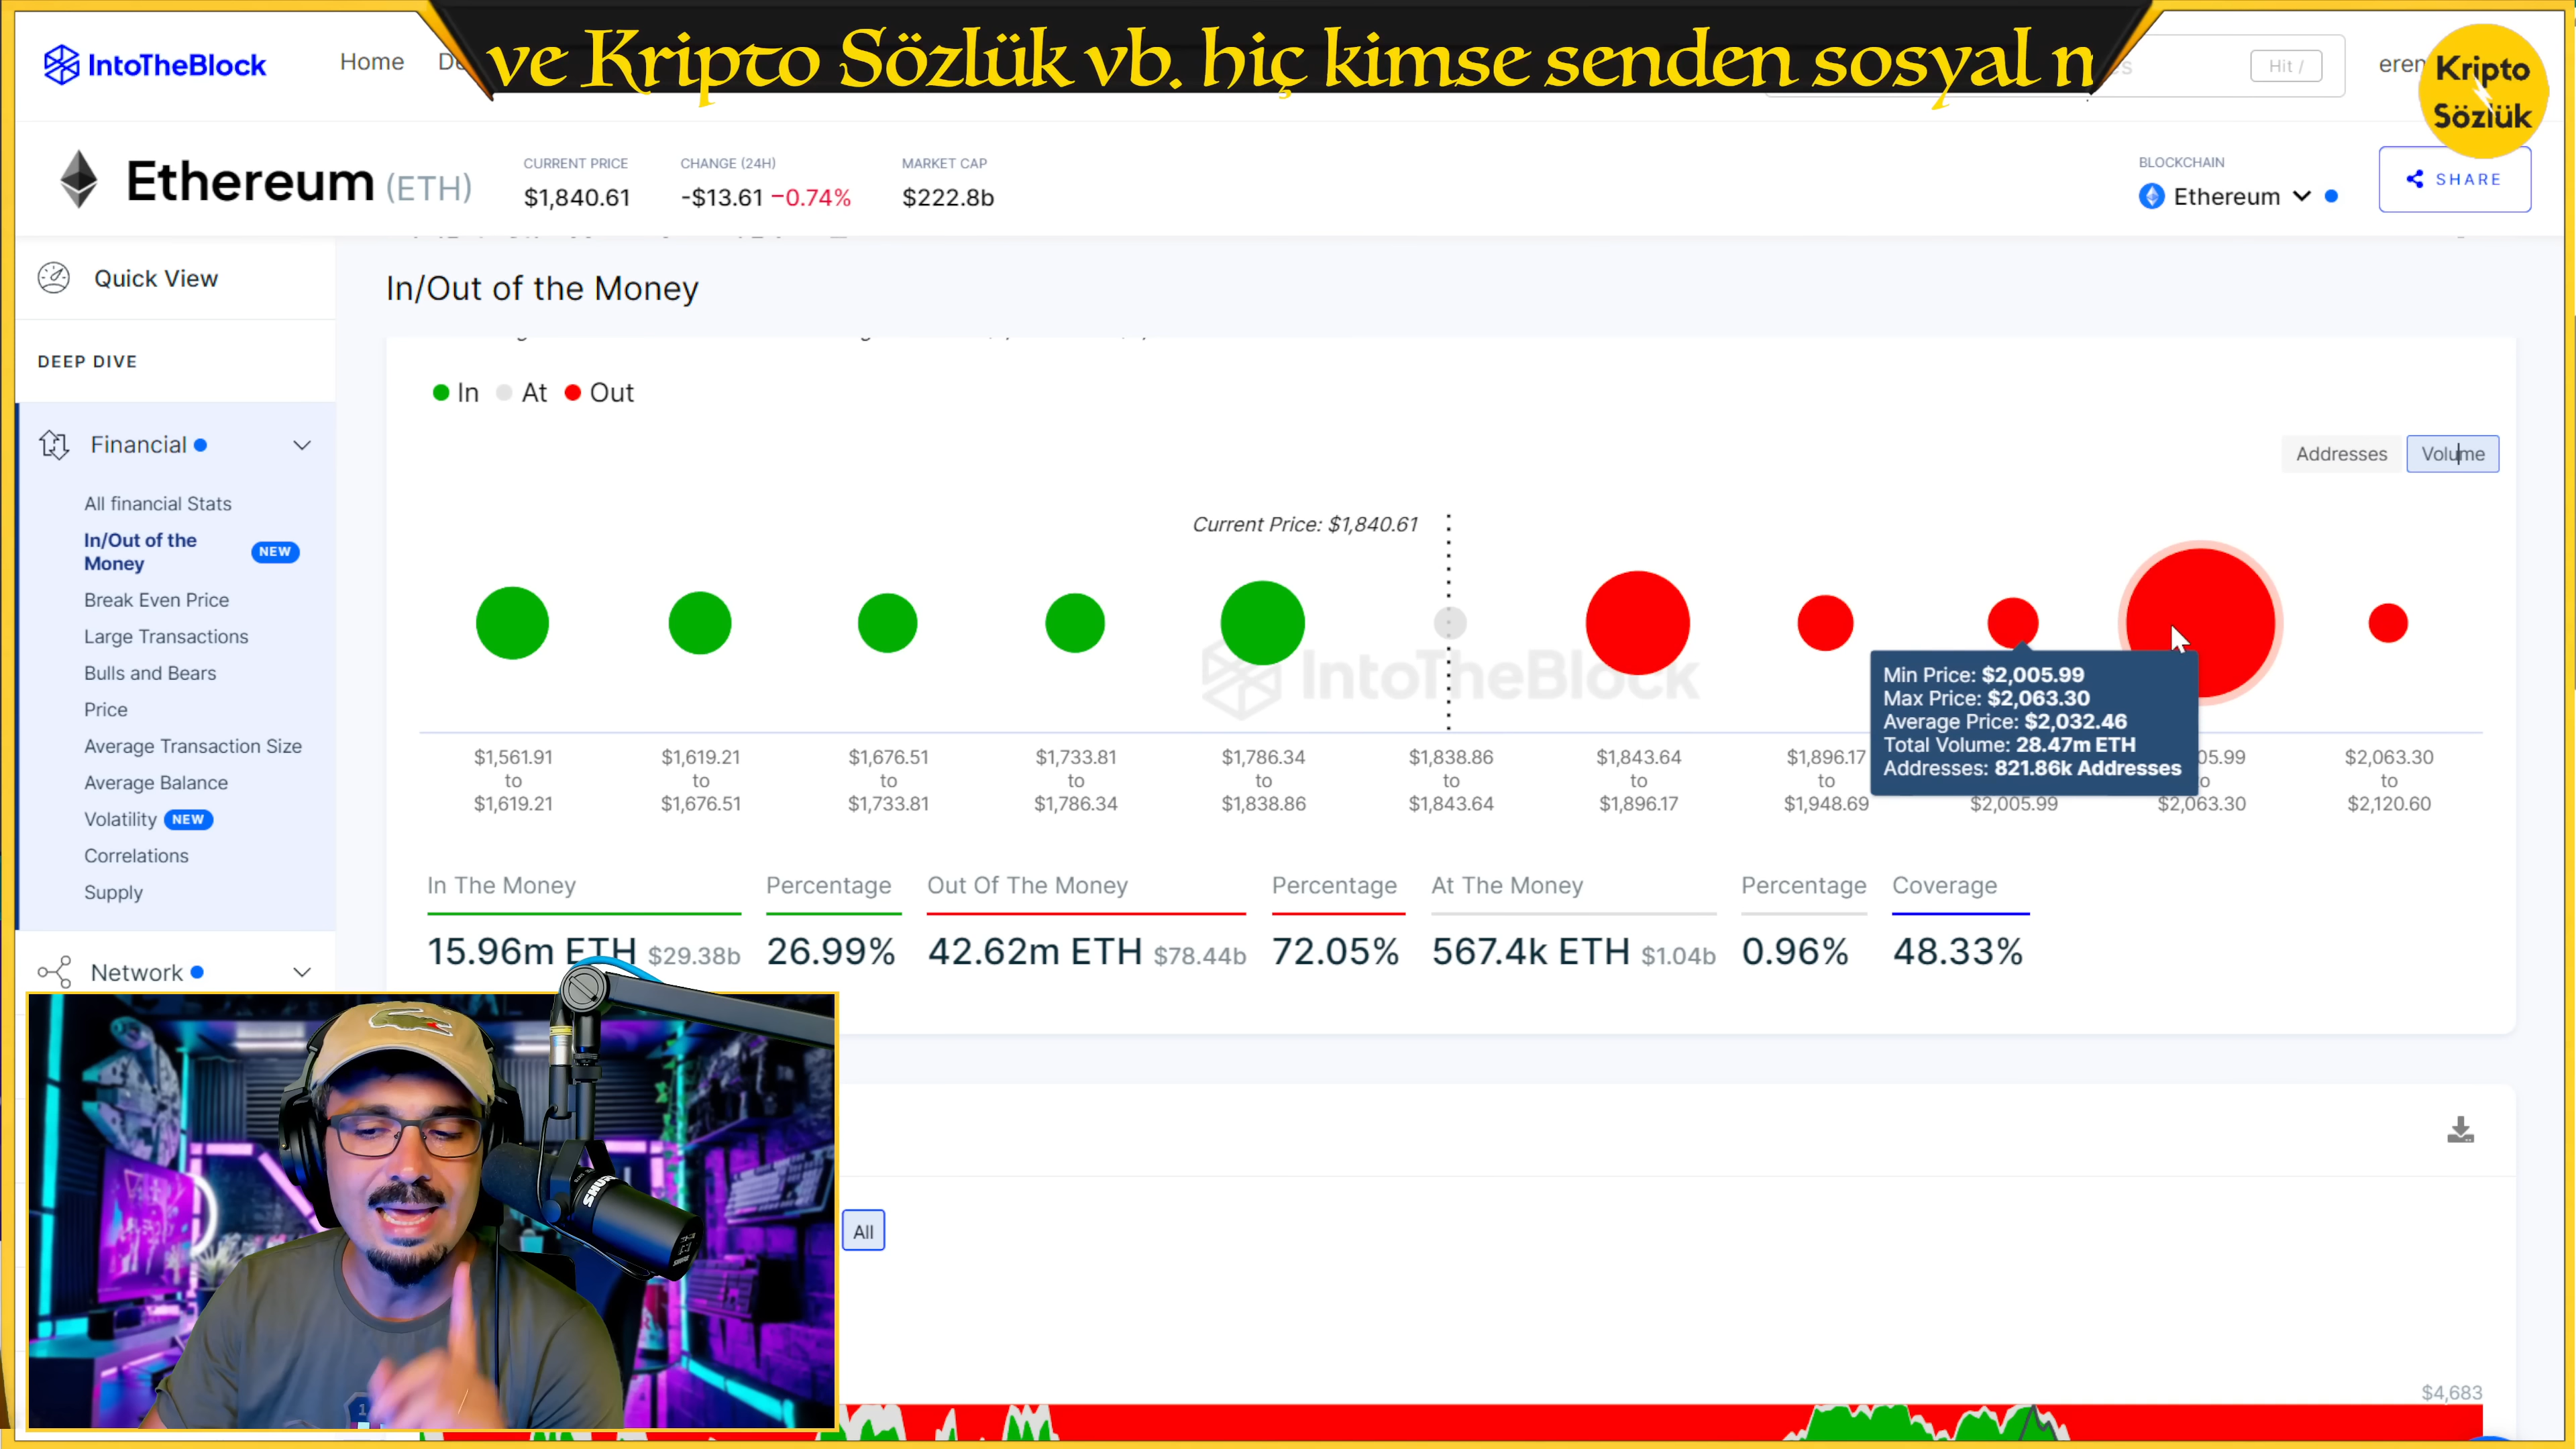 ve Kripto Sözlük vb. hiç kimse senden sosyal
IntoTheBlock
Home
Hit /
eren
Kripto
Sözlük
Ethereum (ETH)
CURRENT PRICE
$1,840.61
CHANGE (24H)
-$13.61 −0.74%
MARKET CAP
$222.8b
BLOCKCHAIN
Ethereum
SHARE
Quick View
DEEP DIVE
Financial
All financial Stats
In/Out of the
Money
NEW
Break Even Price
Large Transactions
Bulls and Bears
Price
Average Transaction Size
Average Balance
Volatility NEW
Correlations
Supply
Network
In/Out of the Money
In At Out
Addresses Volume
Current Price: $1,840.61
IntoTheBlock
Min Price: $2,005.99
Max Price: $2,063.30
Average Price: $2,032.46
Total Volume: 28.47m ETH
Addresses: 821.86k Addresses
$1,561.91
to
$1,619.21
$1,619.21
to
$1,676.51
$1,676.51
to
$1,733.81
$1,733.81
to
$1,786.34
$1,786.34
to
$1,838.86
$1,838.86
to
$1,843.64
$1,843.64
to
$1,896.17
$1,896.17
to
$1,948.69
$2,005.99
05.99
$2,063.30
$2,063.30
to
$2,120.60
In The Money
15.96m ETH $29.38b
Percentage
26.99%
Out Of The Money
42.62m ETH $78.44b
Percentage
72.05%
At The Money
567.4k ETH $1.04b
Percentage
0.96%
Coverage
48.33%
All
$4,683
SHURE